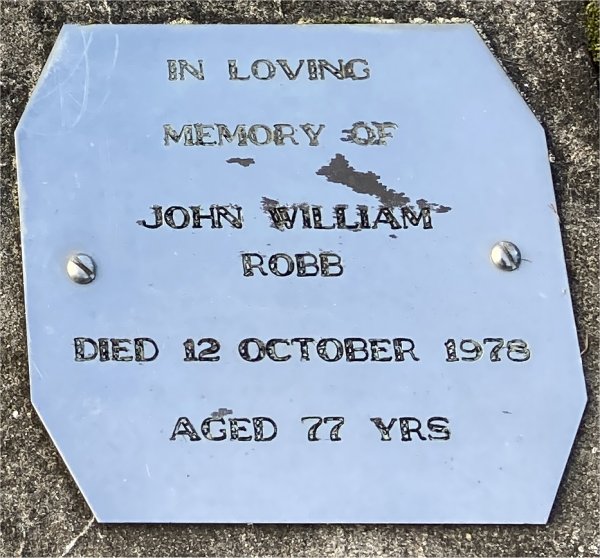 IN LOVING
MEMORY OF
JOHN WILLIAM
ROBB
DIED 12 OCTOBER 1978
AGED 77 YRS